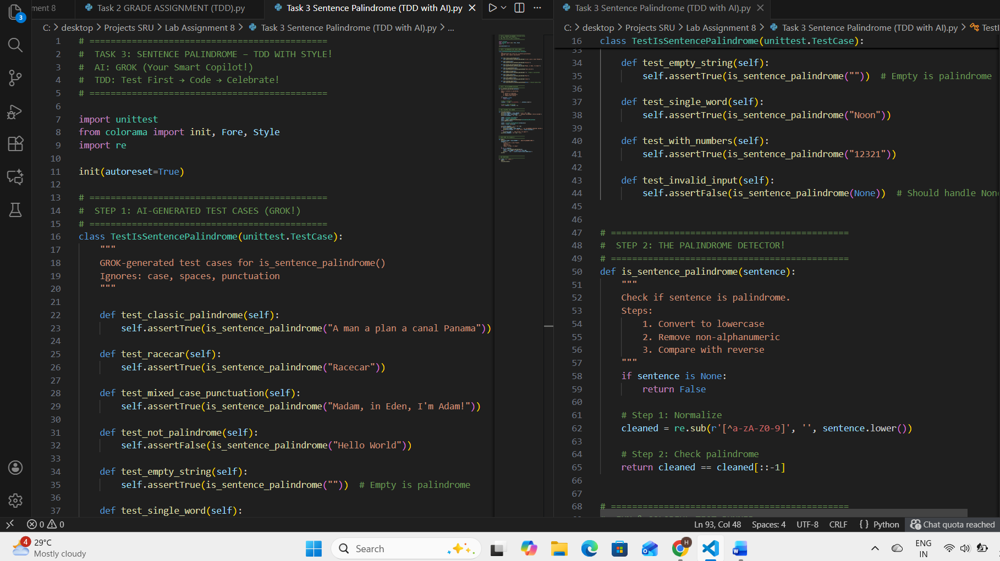 ment 8
Task 2 GRADE ASSIGNMENT (TDD).py
Task 3 Sentence Palindrome (TDD with AI).py
C: > desktop > Projects SRU > Lab Assignment 8 > Task 3 Sentence Palindrome (TDD with AI).py > ...
1 # =============================================
2 #  TASK 3: SENTENCE PALINDROME – TDD WITH STYLE!
3 #  AI: GROK (Your Smart Copilot!)
4 #  TDD: Test First → Code → Celebrate!
5 # =============================================
6
7 import unittest
8 from colorama import init, Fore, Style
9 import re
10
11 init(autoreset=True)
12
13 # =============================================
14 #  STEP 1: AI-GENERATED TEST CASES (GROK!)
15 # =============================================
16 class TestIsSentencePalindrome(unittest.TestCase):
17     """
18     GROK-generated test cases for is_sentence_palindrome()
19     Ignores: case, spaces, punctuation
20     """
21
22     def test_classic_palindrome(self):
23         self.assertTrue(is_sentence_palindrome("A man a plan a canal Panama"))
24
25     def test_racecar(self):
26         self.assertTrue(is_sentence_palindrome("Racecar"))
27
28     def test_mixed_case_punctuation(self):
29         self.assertTrue(is_sentence_palindrome("Madam, in Eden, I'm Adam!"))
30
31     def test_not_palindrome(self):
32         self.assertFalse(is_sentence_palindrome("Hello World"))
33
34     def test_empty_string(self):
35         self.assertTrue(is_sentence_palindrome(""))  # Empty is palindrome
36
37     def test_single_word(self):
Task 3 Sentence Palindrome (TDD with AI).py
C: > desktop > Projects SRU > Lab Assignment 8 > Task 3 Sentence Palindrome (TDD with AI).py > TestI
16 class TestIsSentencePalindrome(unittest.TestCase):
33
34     def test_empty_string(self):
35         self.assertTrue(is_sentence_palindrome(""))  # Empty is palindrome
36
37     def test_single_word(self):
38         self.assertTrue(is_sentence_palindrome("Noon"))
39
40     def test_with_numbers(self):
41         self.assertTrue(is_sentence_palindrome("12321"))
42
43     def test_invalid_input(self):
44         self.assertFalse(is_sentence_palindrome(None))  # Should handle Non
45
46
47 # =============================================
48 #  STEP 2: THE PALINDROME DETECTOR!
49 # =============================================
50 def is_sentence_palindrome(sentence):
51     """
52     Check if sentence is palindrome.
53     Steps:
54         1. Convert to lowercase
55         2. Remove non-alphanumeric
56         3. Compare with reverse
57     """
58     if sentence is None:
59         return False
60
61     # Step 1: Normalize
62     cleaned = re.sub(r'[^a-zA-Z0-9]', '', sentence.lower())
63
64     # Step 2: Check palindrome
65     return cleaned == cleaned[::-1]
66
67
68 # =============================================
3
0 0
Ln 93, Col 48 Spaces: 4 UTF-8 CRLF {} Python Chat quota reached
4
29°C
Mostly cloudy
Search
H
ENG
IN